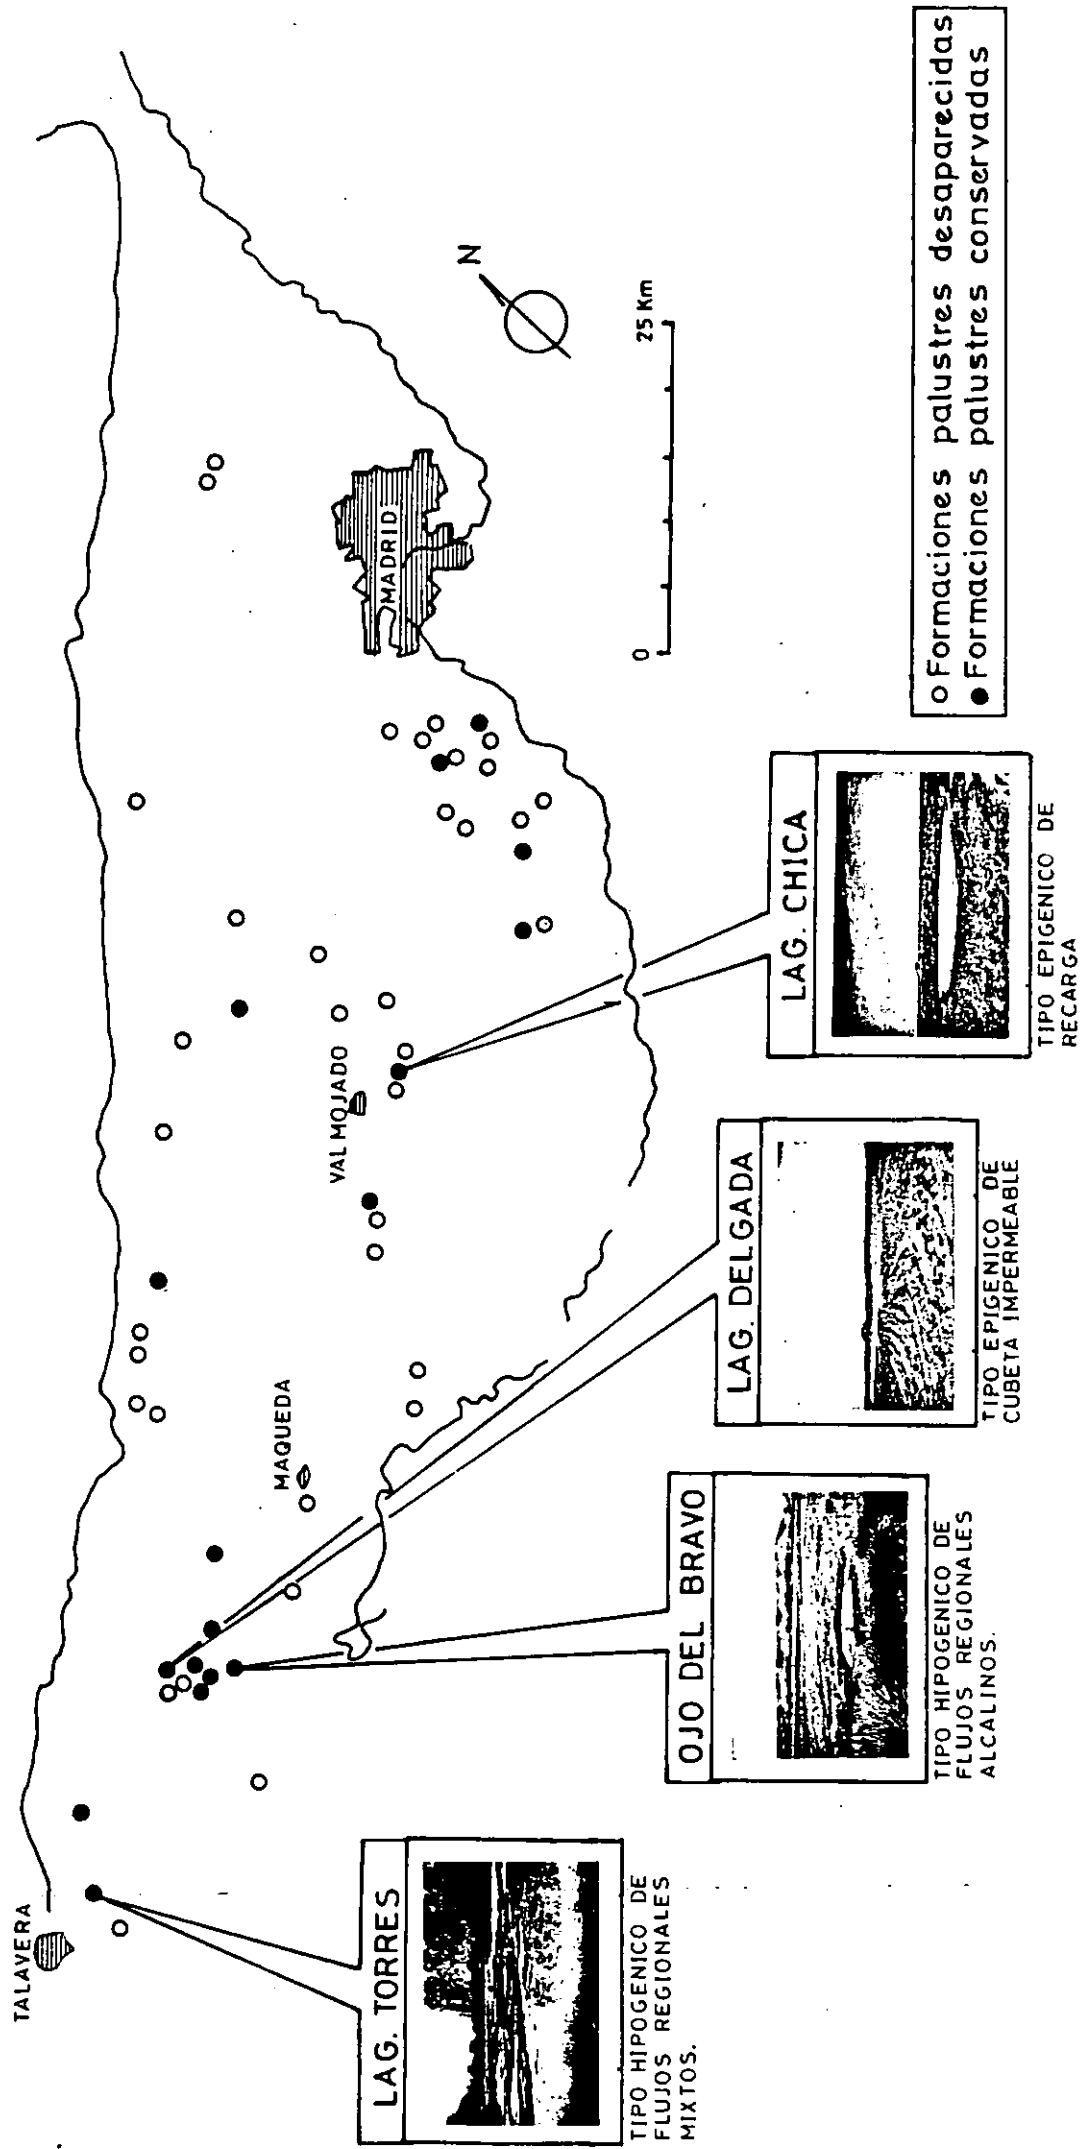 TALAVERA
MAQUEDA
VALMOJADO
MADRID
N
0
25 Km
LAG. TORRES
TIPO HIPOGENICO DE
FLUJOS REGIONALES
MIXTOS.
OJO DEL BRAVO
TIPO HIPOGENICO DE
FLUJOS REGIONALES
ALCALINOS.
LAG. DELGADA
TIPO EPIGENICO DE
CUBETA IMPERMEABLE
LAG. CHICA
TIPO EPIGENICO DE
RECARGA
Formaciones palustres desaparecidas
Formaciones palustres conservadas